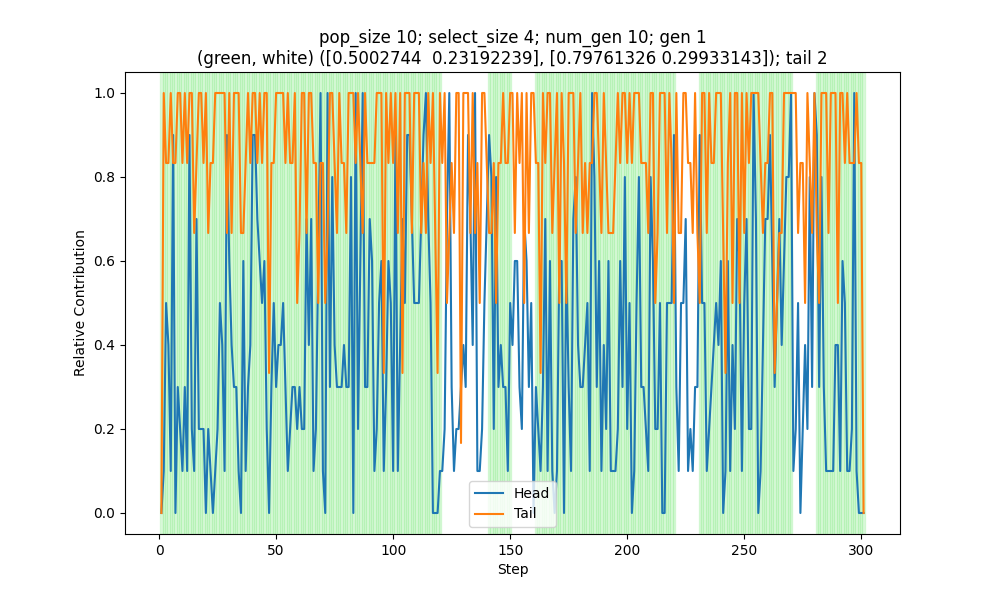 pop_size 10; select_size 4; num_gen 10; gen 1
(green, white) ([0.5002744  0.23192239], [0.79761326 0.29933143]); tail 2
1.0
0.8
0.6
0.4
0.2
0.0
Relative Contribution
Head
Tail
0
50
100
150
200
250
300
Step